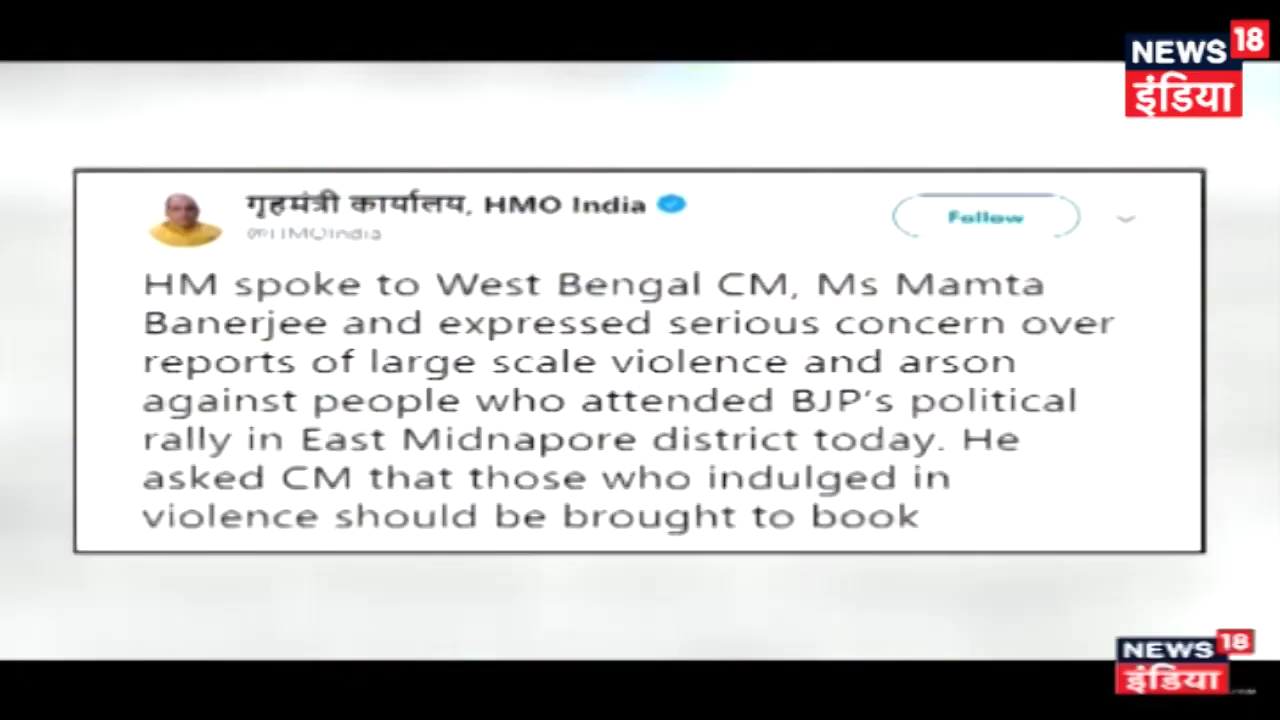 NEWS 18
इंडिया
गृहमंत्री कार्यालय, HMO India
@HMOIndia
Follow
HM spoke to West Bengal CM, Ms Mamta
Banerjee and expressed serious concern over
reports of large scale violence and arson
against people who attended BJP’s political
rally in East Midnapore district today. He
asked CM that those who indulged in
violence should be brought to book
NEWS 18
इंडिया